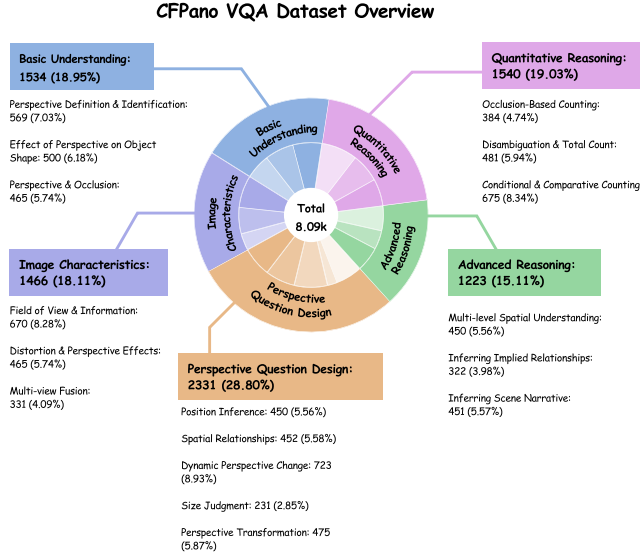 CFPano VQA Dataset Overview
Basic Understanding:
1534 (18.95%)
Perspective Definition & Identification:
569 (7.03%)
Effect of Perspective on Object
Shape: 500 (6.18%)
Perspective & Occlusion:
465 (5.74%)
Quantitative Reasoning:
1540 (19.03%)
Occlusion-Based Counting:
384 (4.74%)
Disambiguation & Total Count:
481 (5.94%)
Conditional & Comparative Counting
675 (8.34%)
Basic
Understanding
Quantitative
Reasoning
Image
Characteristics
Total
8.09k
Advanced
Reasoning
Perspective
Question Design
Image Characteristics:
1466 (18.11%)
Field of View & Information:
670 (8.28%)
Distortion & Perspective Effects:
465 (5.74%)
Multi-view Fusion:
331 (4.09%)
Advanced Reasoning:
1223 (15.11%)
Multi-level Spatial Understanding:
450 (5.56%)
Inferring Implied Relationships:
322 (3.98%)
Inferring Scene Narrative:
451 (5.57%)
Perspective Question Design:
2331 (28.80%)
Position Inference: 450 (5.56%)
Spatial Relationships: 452 (5.58%)
Dynamic Perspective Change: 723
(8.93%)
Size Judgment: 231 (2.85%)
Perspective Transformation: 475
(5.87%)